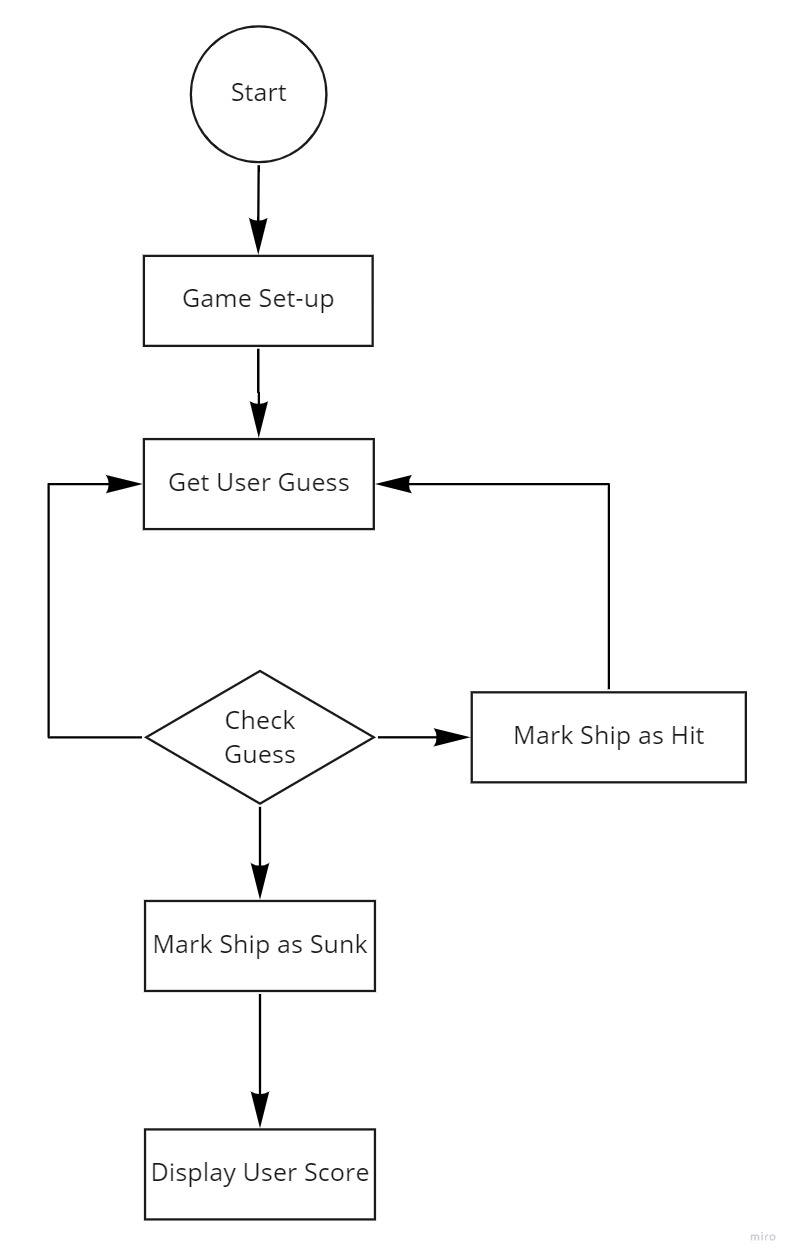 Start
Game Set-up
Get User Guess
Check
Guess
Mark Ship as Hit
Mark Ship as Sunk
Display User Score
miro